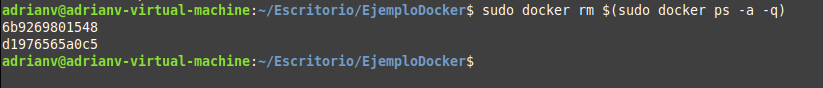 adrianv@adrianv-virtual-machine:~/Escritorio/EjemploDocker$ sudo docker rm $(sudo docker ps -a -q)
6b9269801548
d1976565a0c5
adrianv@adrianv-virtual-machine:~/Escritorio/EjemploDocker$